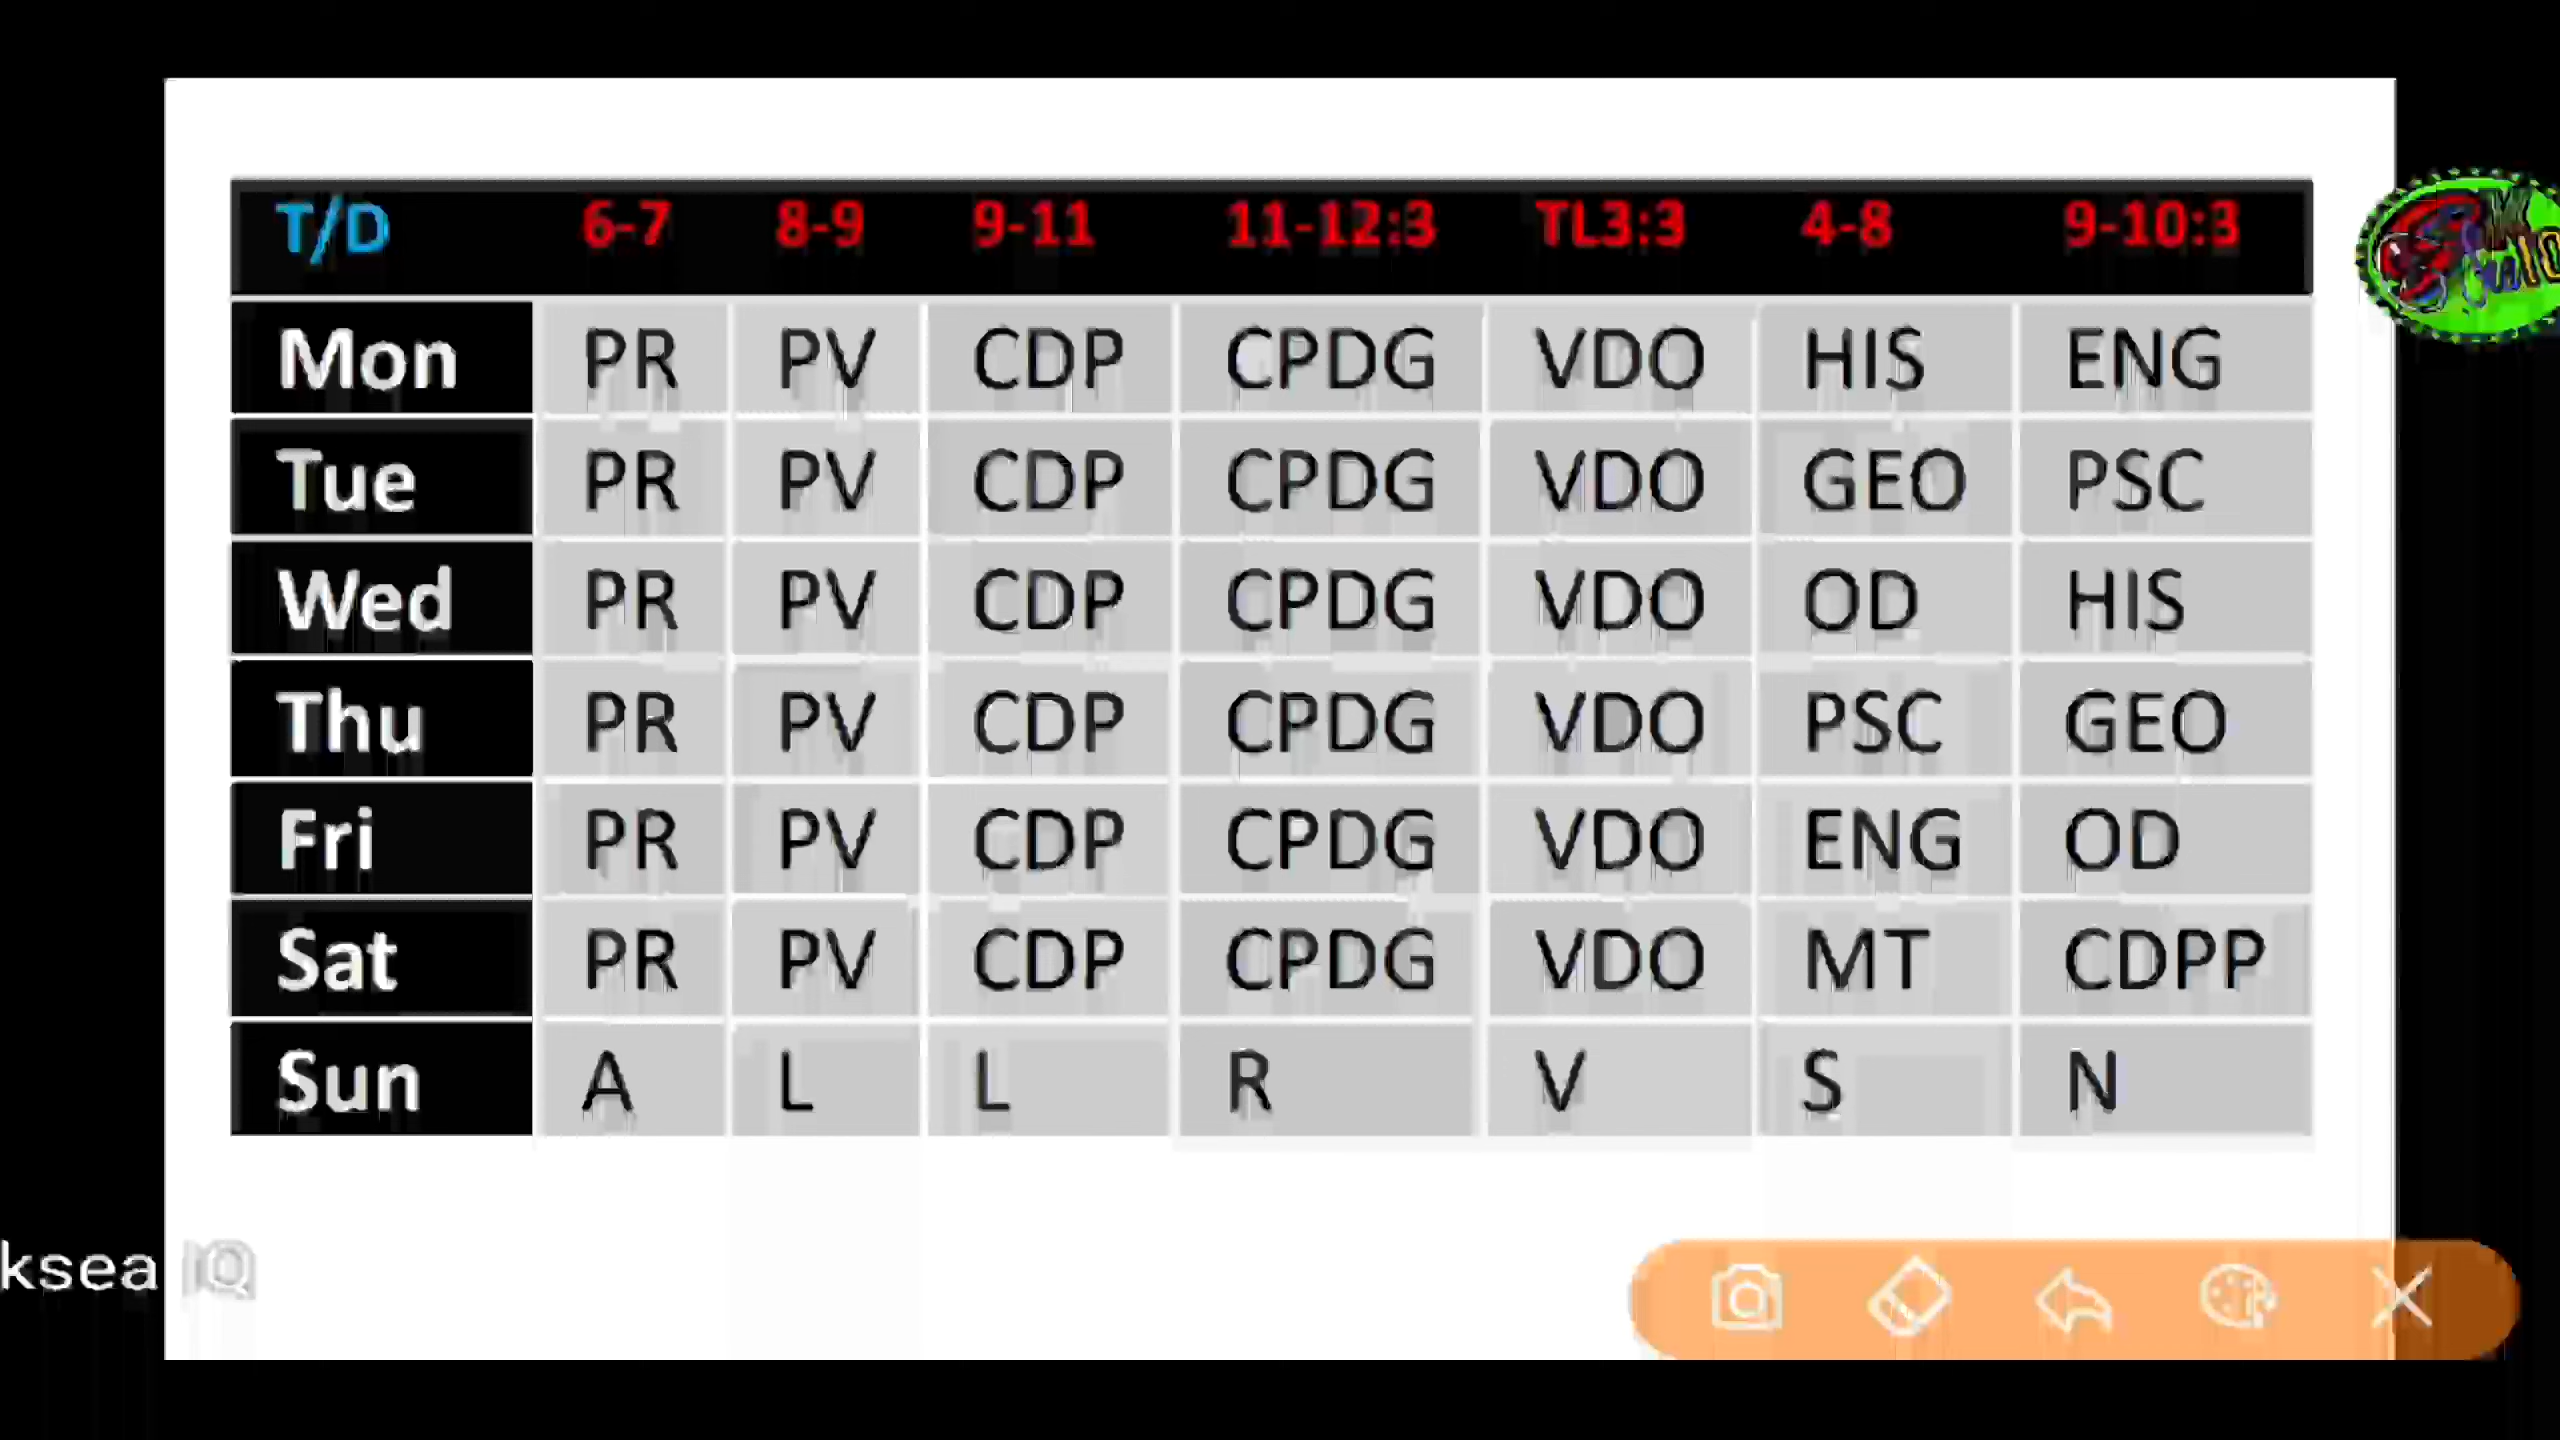 T/D 6-7 8-9 9-11 11-12:3 TL3:3 4-8 9-10:3
Mon PR PV CDP CPDG VDO HIS ENG
Tue PR PV CDP CPDG VDO GEO PSC
Wed PR PV CDP CPDG VDO OD HIS
Thu PR PV CDP CPDG VDO PSC GEO
Fri PR PV CDP CPDG VDO ENG OD
Sat PR PV CDP CPDG VDO MT CDPP
Sun A L L R V S N
ksea